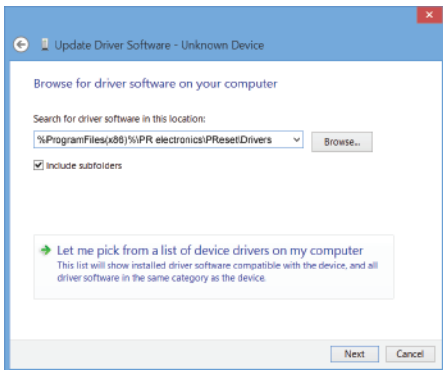 Update Driver Software - Unknown Device
Browse for driver software on your computer
Search for driver software in this location:
%ProgramFiles(x86)%\PR electronics\PReset\Drivers
Browse...
Include subfolders
Let me pick from a list of device drivers on my computer
This list will show installed driver software compatible with the device, and all
driver software in the same category as the device.
Next
Cancel